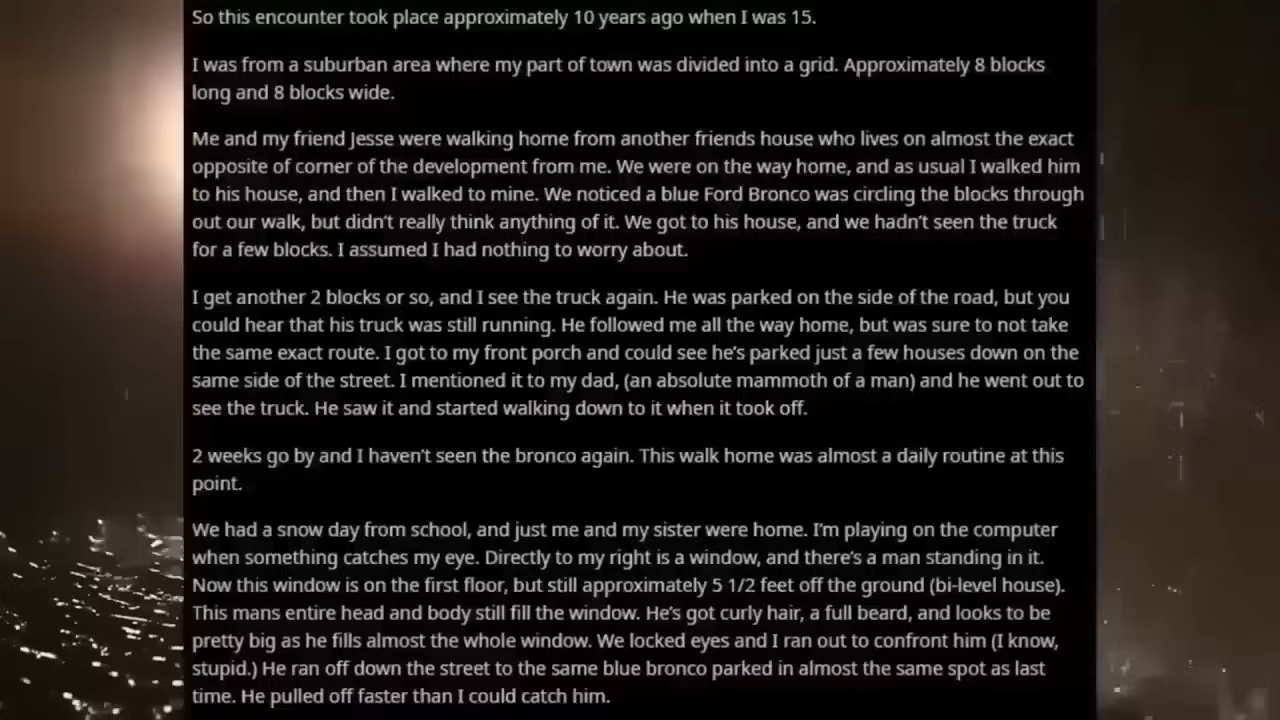 So this encounter took place approximately 10 years ago when I was 15.
I was from a suburban area where my part of town was divided into a grid. Approximately 8 blocks
long and 8 blocks wide.
Me and my friend Jesse were walking home from another friends house who lives on almost the exact
opposite of corner of the development from me. We were on the way home, and as usual I walked him
to his house, and then I walked to mine. We noticed a blue Ford Bronco was circling the blocks through
out our walk, but didn't really think anything of it. We got to his house, and we hadn't seen the truck
for a few blocks. I assumed I had nothing to worry about.
I get another 2 blocks or so, and I see the truck again. He was parked on the side of the road, but you
could hear that his truck was still running. He followed me all the way home, but was sure to not take
the same exact route. I got to my front porch and could see he's parked just a few houses down on the
same side of the street. I mentioned it to my dad, (an absolute mammoth of a man) and he went out to
see the truck. He saw it and started walking down to it when it took off.
2 weeks go by and I haven't seen the bronco again. This walk home was almost a daily routine at this
point.
We had a snow day from school, and just me and my sister were home. I'm playing on the computer
when something catches my eye. Directly to my right is a window, and there's a man standing in it.
Now this window is on the first floor, but still approximately 5 1/2 feet off the ground (bi-level house).
This mans entire head and body still fill the window. He's got curly hair, a full beard, and looks to be
pretty big as he fills almost the whole window. We locked eyes and I ran out to confront him (I know,
stupid.) He ran off down the street to the same blue bronco parked in almost the same spot as last
time. He pulled off faster than I could catch him.